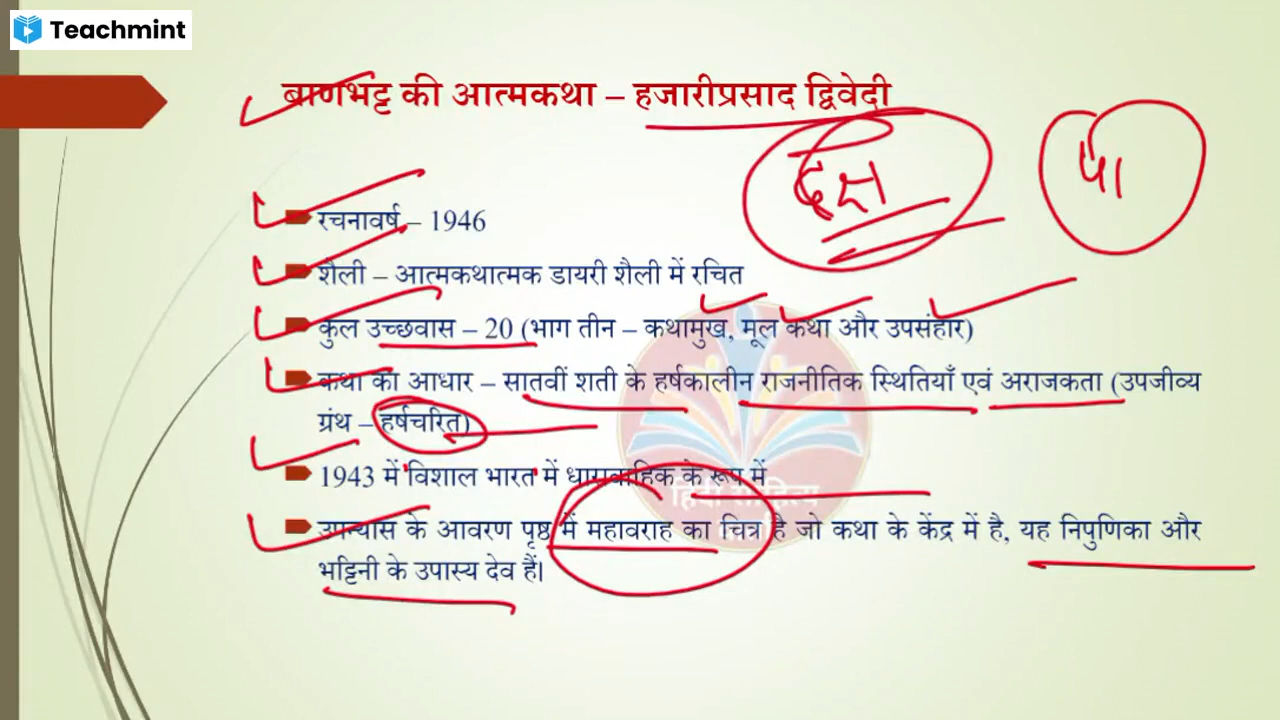 Teachmint
बाणभट्ट की आत्मकथा – हजारीप्रसाद द्विवेदी
दस
पा
रचनावर्ष – 1946
शैली – आत्मकथात्मक डायरी शैली में रचित
कुल उच्छवास – 20 (भाग तीन – कथामुख, मूल कथा और उपसंहार)
कथा का आधार – सातवीं शती के हर्षकालीन राजनीतिक स्थितियाँ एवं अराजकता (उपजीव्य
ग्रंथ – हर्षचरित)
1943 में विशाल भारत में धारावाहिक के रूप में
हिंदी साहित्य
उपन्यास के आवरण पृष्ठ में महावराह का चित्र है जो कथा के केंद्र में है, यह निपुणिका और
भट्टिनी के उपास्य देव हैं।